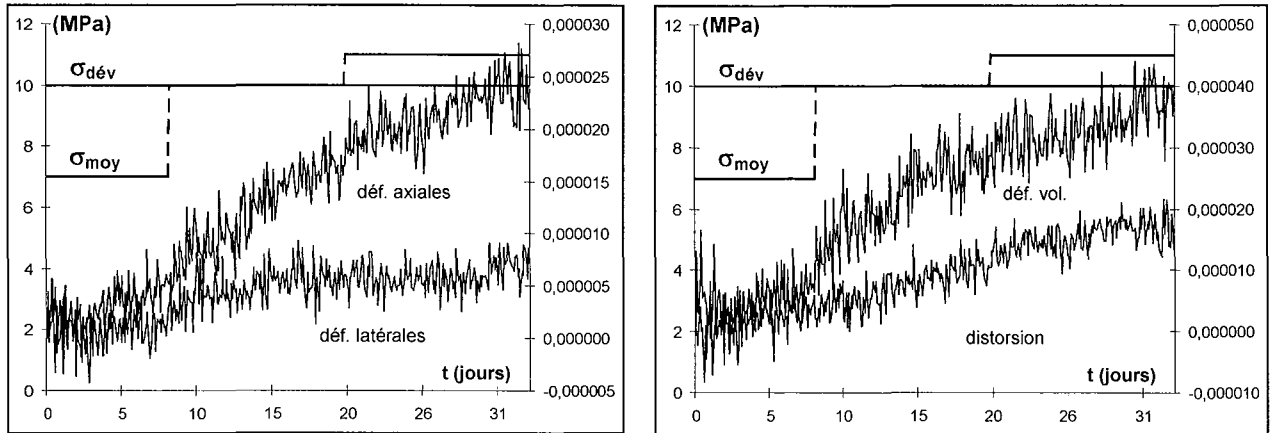 (MPa)
12
10
8
6
4
2
0
0,000030
0,000025
0,000020
0,000015
0,000010
0,000005
0,000000
-0,000005
σdév
σmoy
déf. axiales
déf. latérales
t (jours)
0 5 10 15 20 26 31
(MPa)
12
10
8
6
4
2
0
0,000050
0,000040
0,000030
0,000020
0,000010
0,000000
-0,000010
σdév
σmoy
déf. vol.
distorsion
t (jours)
0 5 10 15 20 26 31